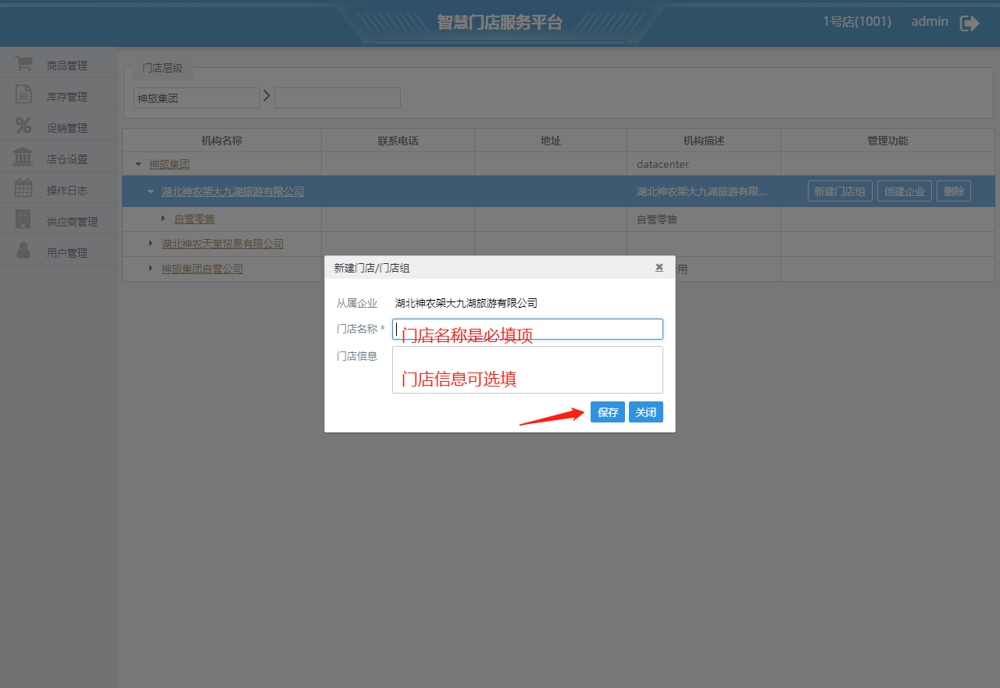 智慧门店服务平台
1号店(1001) admin
商品管理
库存管理
促销管理
店仓设置
操作日志
供应商管理
用户管理
门店层级
神旅集团
机构名称 联系电话 地址 机构描述 管理功能
神旅集团 datacenter
湖北神农架大九湖旅游有限公司 湖北神农架大九湖旅游有限... 新建门店组 创建企业 删除
自营零售 自营零售
湖北神农天堂贸易有限公司
神旅集团自营公司 用
新建门店/门店组
从属企业 湖北神农架大九湖旅游有限公司
门店名称 * 门店名称是必填项
门店信息
门店信息可选填
保存 关闭